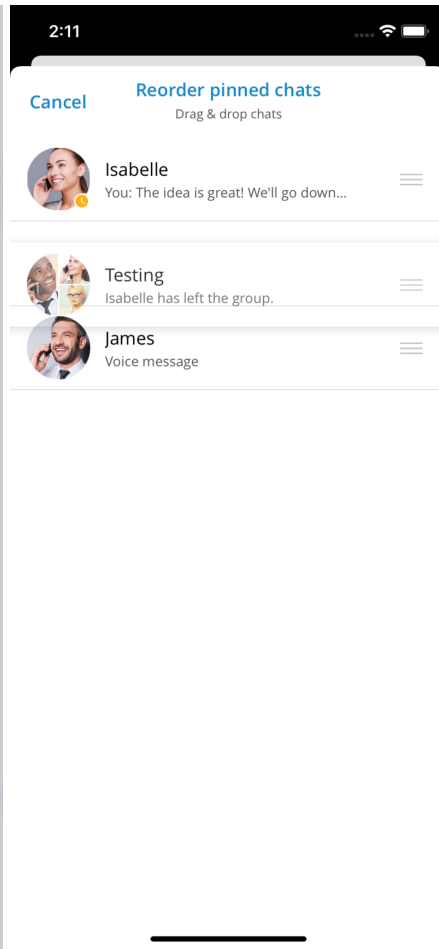 2:11
Reorder pinned chats
Cancel
Drag & drop chats
Isabelle
You: The idea is great! We'll go down...
Testing
Isabelle has left the group.
James
Voice message